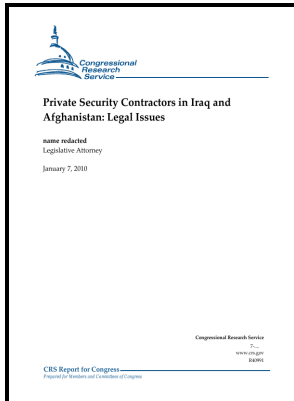 Congressional
Research
Service
Private Security Contractors in Iraq and
Afghanistan: Legal Issues
name redacted
Legislative Attorney
January 7, 2010
Congressional Research Service
7-....
www.crs.gov
R40991
CRS Report for Congress
Prepared for Members and Committees of Congress